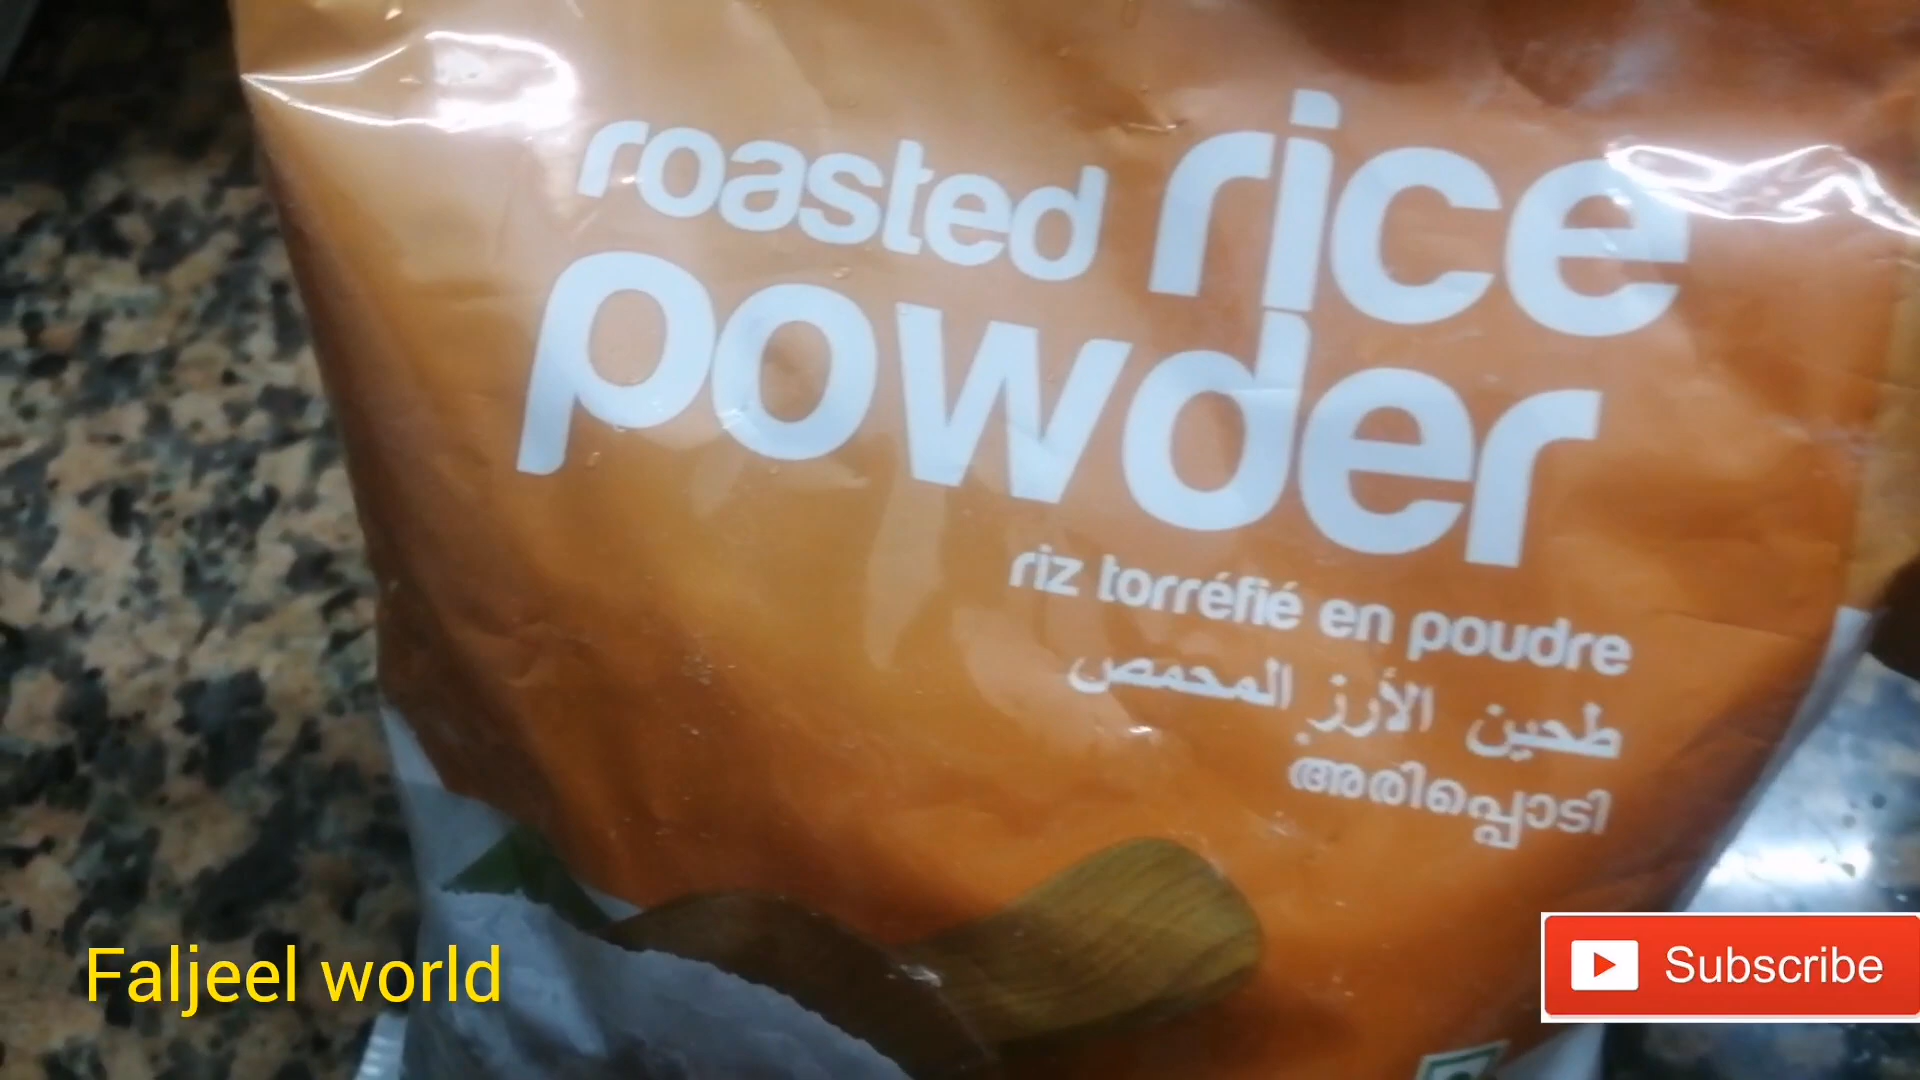 roasted rice
powder
riz torréfié en poudre
طحين الأرز المحمص
അരിപ്പൊടി
Faljeel world
Subscribe